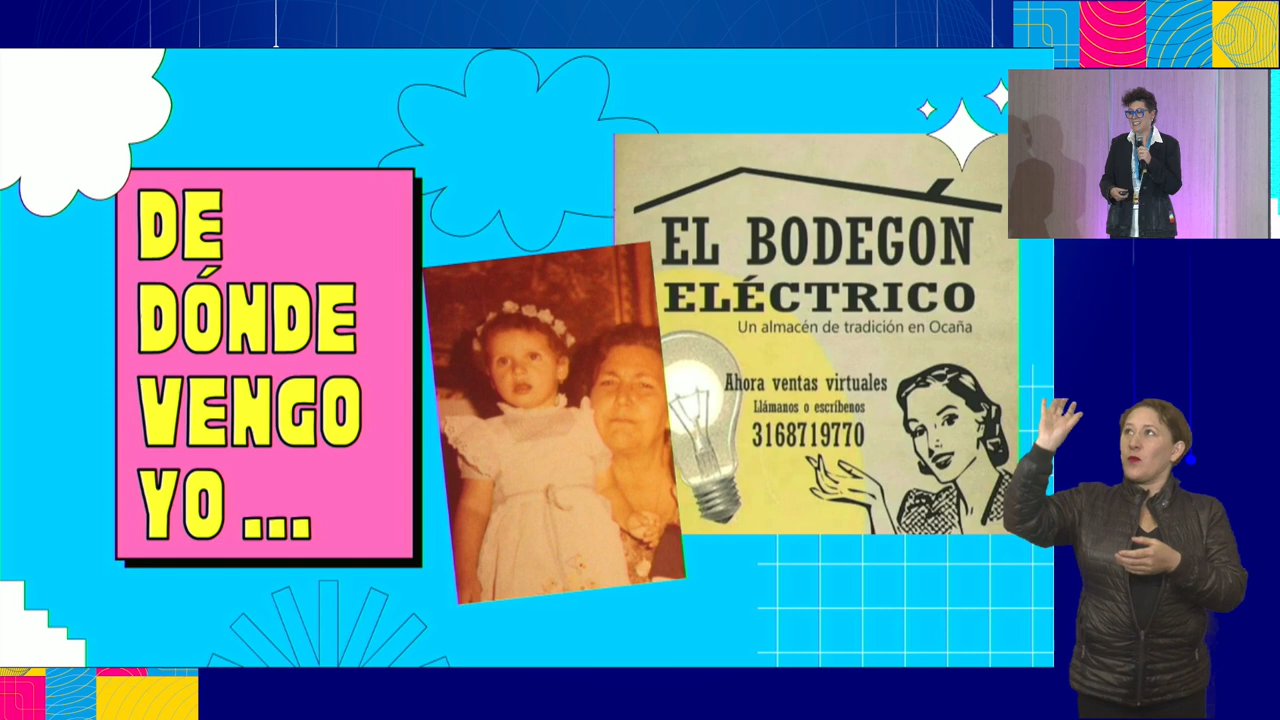 DE
DÓNDE
VENGO
YO ...
EL BODEGON
ELÉCTRICO
Un almacén de tradición en Ocaña
Ahora ventas virtuales
Llámanos o escríbenos
3168719770